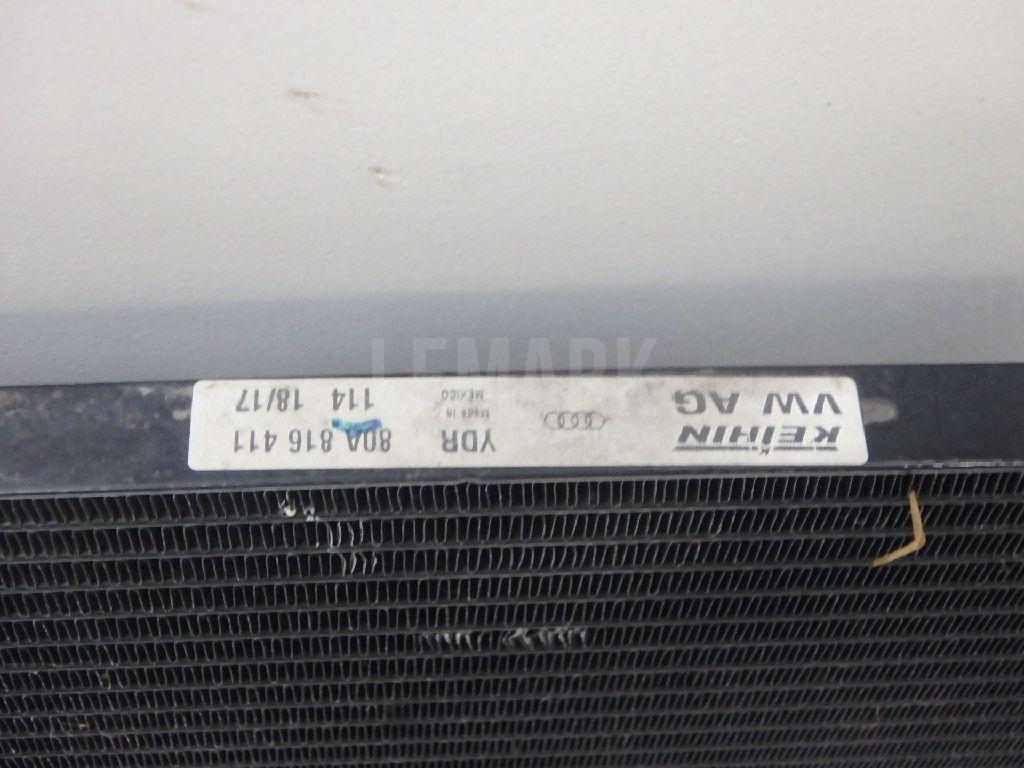 LEMARK
KEIHIN
VW AG
YDR
MADE IN
MEXICO
80A 816 411
114 18/17